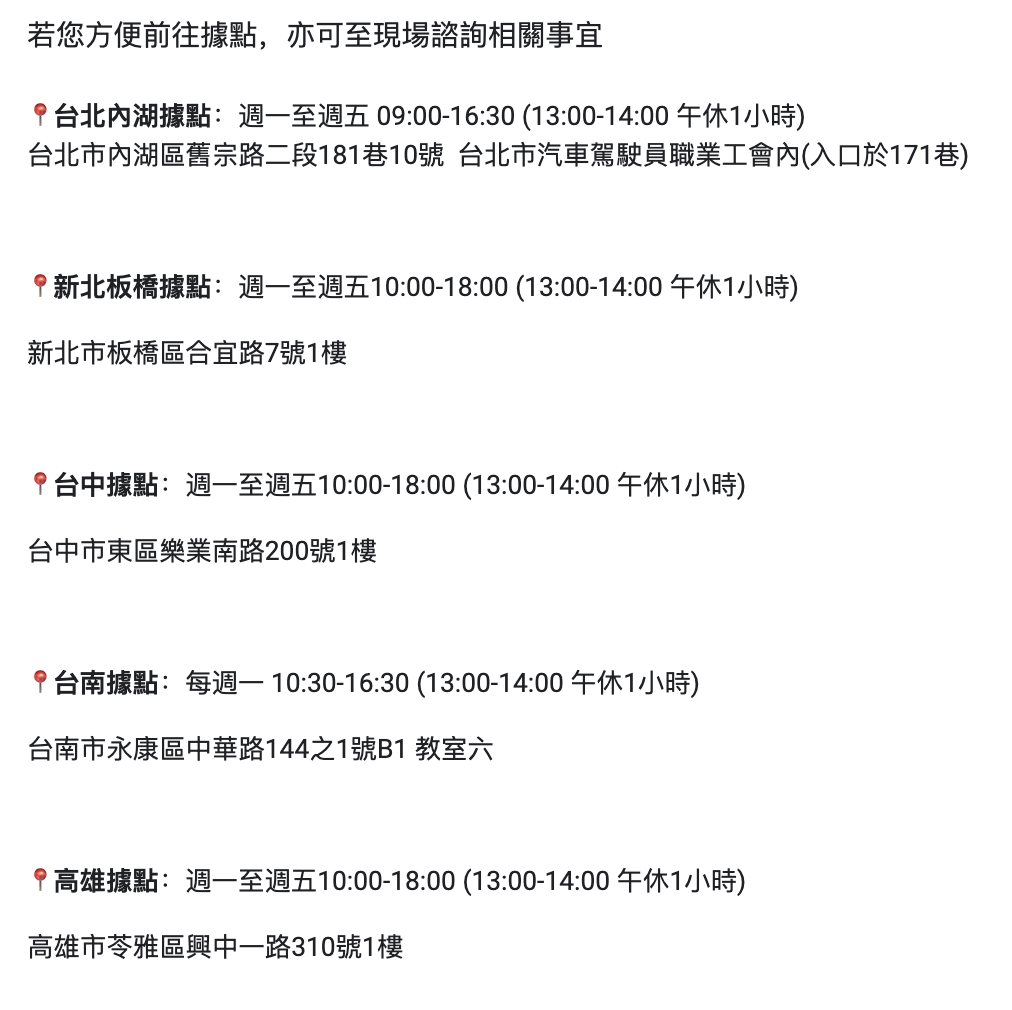 若您方便前往據點，亦可至現場諮詢相關事宜
📍台北內湖據點：週一至週五 09:00-16:30 (13:00-14:00 午休1小時)
台北市內湖區舊宗路二段181巷10號 台北市汽車駕駛員職業工會內(入口於171巷)
📍新北板橋據點：週一至週五10:00-18:00 (13:00-14:00 午休1小時)
新北市板橋區合宜路7號1樓
📍台中據點：週一至週五10:00-18:00 (13:00-14:00 午休1小時)
台中市東區樂業南路200號1樓
📍台南據點：每週一 10:30-16:30 (13:00-14:00 午休1小時)
台南市永康區中華路144之1號B1 教室六
📍高雄據點：週一至週五10:00-18:00 (13:00-14:00 午休1小時)
高雄市苓雅區興中一路310號1樓